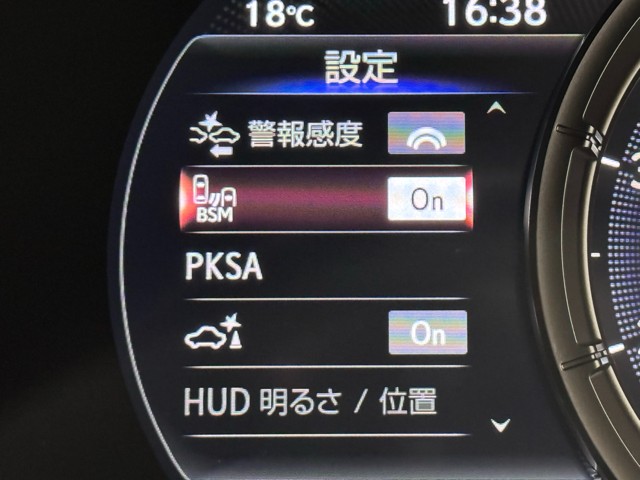 18℃ 16:38
設定
警報感度
BSM On
PKSA
On
HUD 明るさ / 位置